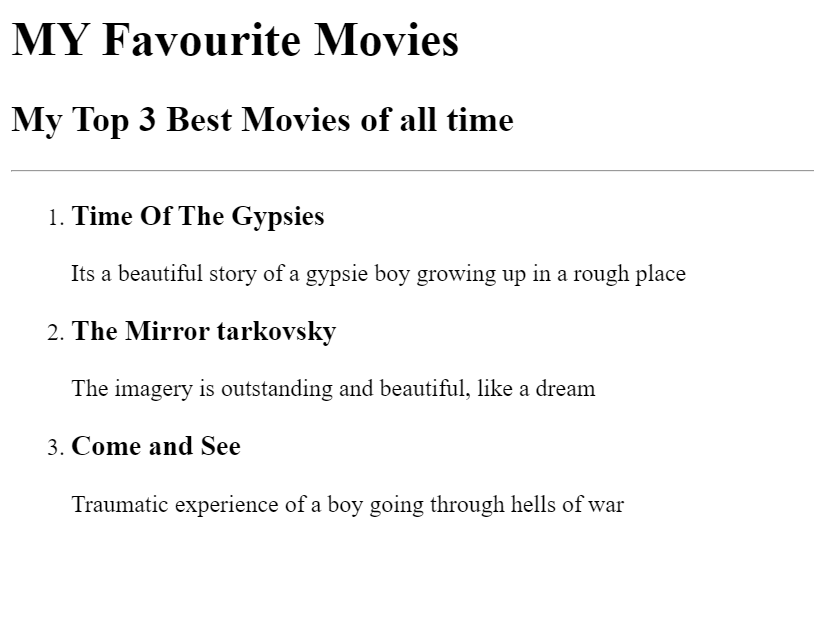 MY Favourite Movies
My Top 3 Best Movies of all time
1. Time Of The Gypsies
Its a beautiful story of a gypsie boy growing up in a rough place
2. The Mirror tarkovsky
The imagery is outstanding and beautiful, like a dream
3. Come and See
Traumatic experience of a boy going through hells of war